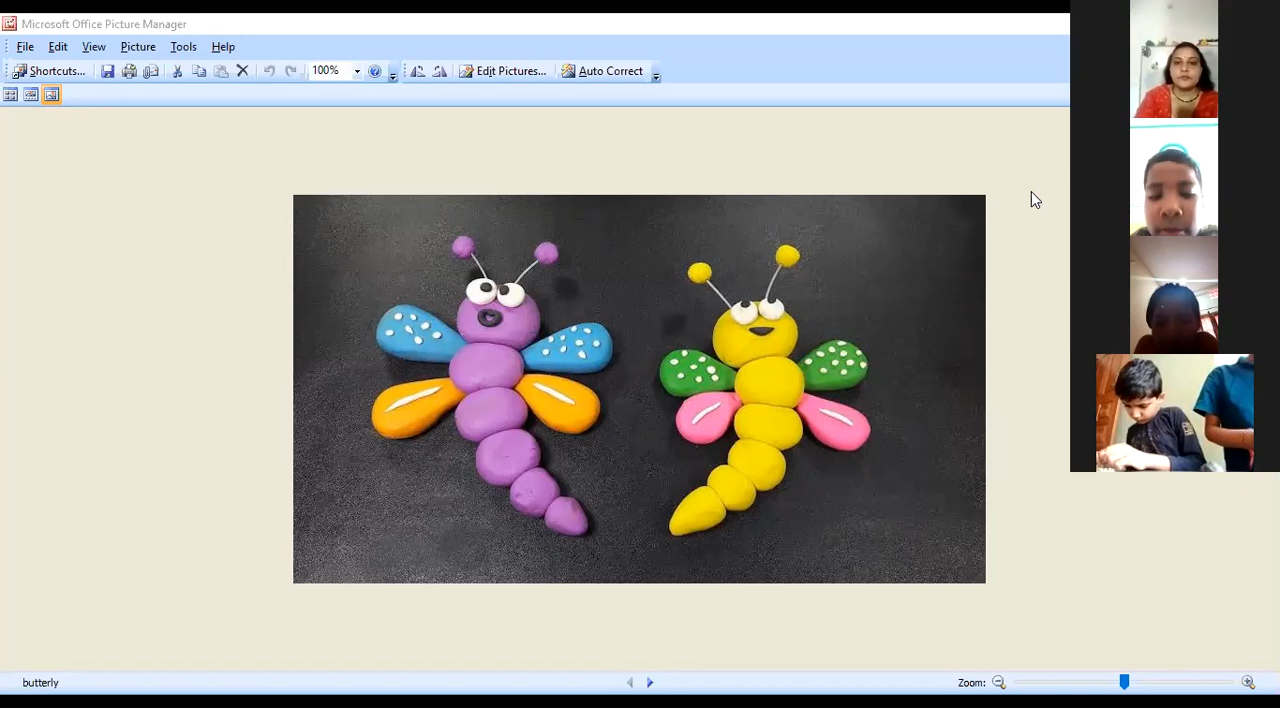 Microsoft Office Picture Manager
File Edit View Picture Tools Help
Shortcuts... 100% Edit Pictures... Auto Correct
butterly Zoom: